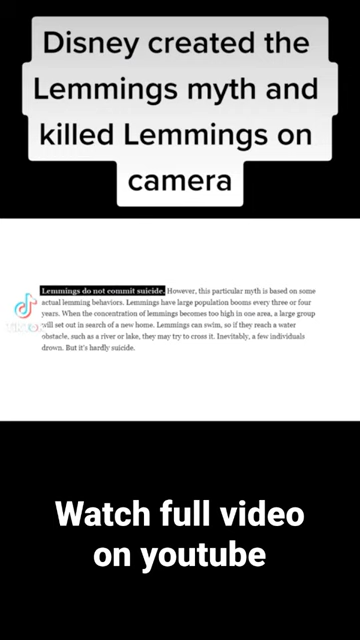 Disney created the
Lemmings myth and
killed Lemmings on
camera
Lemmings do not commit suicide. However, this particular myth is based on some
actual lemming behaviors. Lemmings have large population booms every three or four
years. When the concentration of lemmings becomes too high in one area, a large group
will set out in search of a new home. Lemmings can swim, so if they reach a water
obstacle, such as a river or lake, they may try to cross it. Inevitably, a few individuals
drown. But it's hardly suicide.
Watch full video
on youtube